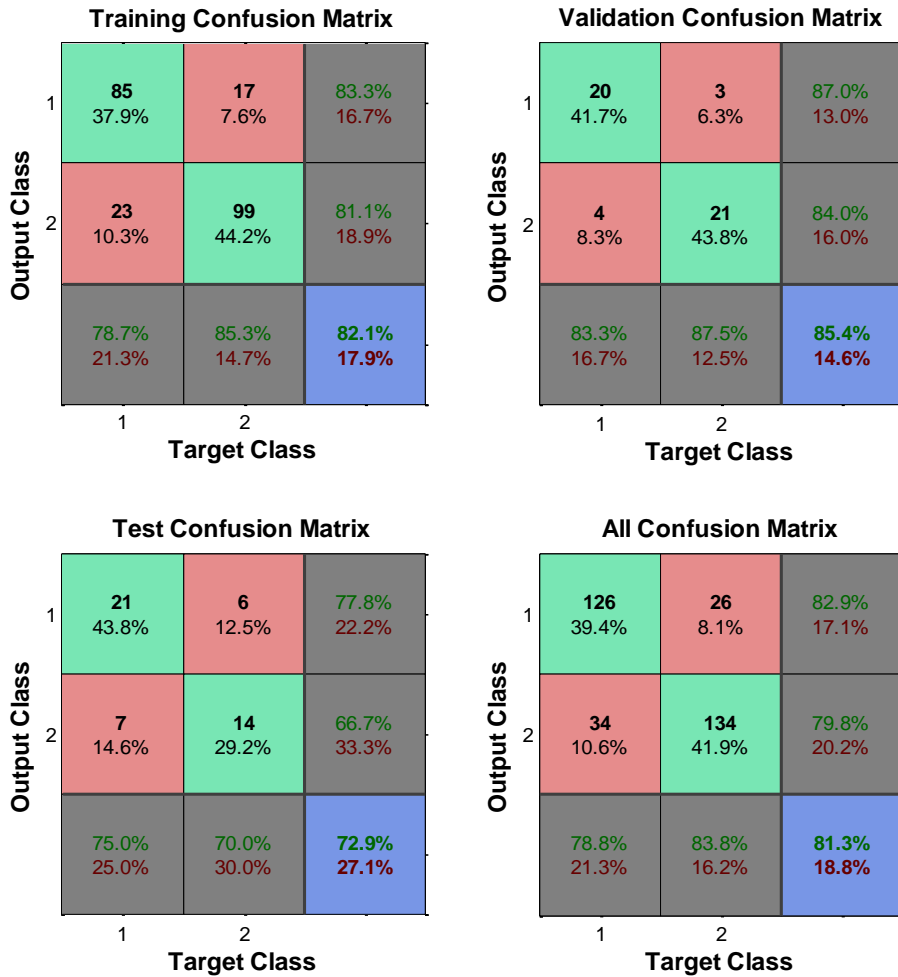 Training Confusion Matrix
85 17 83.3%
1
37.9% 7.6% 16.7%
23 99 81.1%
2
10.3% 44.2% 18.9%
78.7% 85.3% 82.1%
21.3% 14.7% 17.9%
1 2
Target Class
Output Class
Validation Confusion Matrix
20 3 87.0%
1
41.7% 6.3% 13.0%
4 21 84.0%
2
8.3% 43.8% 16.0%
83.3% 87.5% 85.4%
16.7% 12.5% 14.6%
1 2
Target Class
Output Class
Test Confusion Matrix
21 6 77.8%
1
43.8% 12.5% 22.2%
7 14 66.7%
2
14.6% 29.2% 33.3%
75.0% 70.0% 72.9%
25.0% 30.0% 27.1%
1 2
Target Class
Output Class
All Confusion Matrix
126 26 82.9%
1
39.4% 8.1% 17.1%
34 134 79.8%
2
10.6% 41.9% 20.2%
78.8% 83.8% 81.3%
21.3% 16.2% 18.8%
1 2
Target Class
Output Class